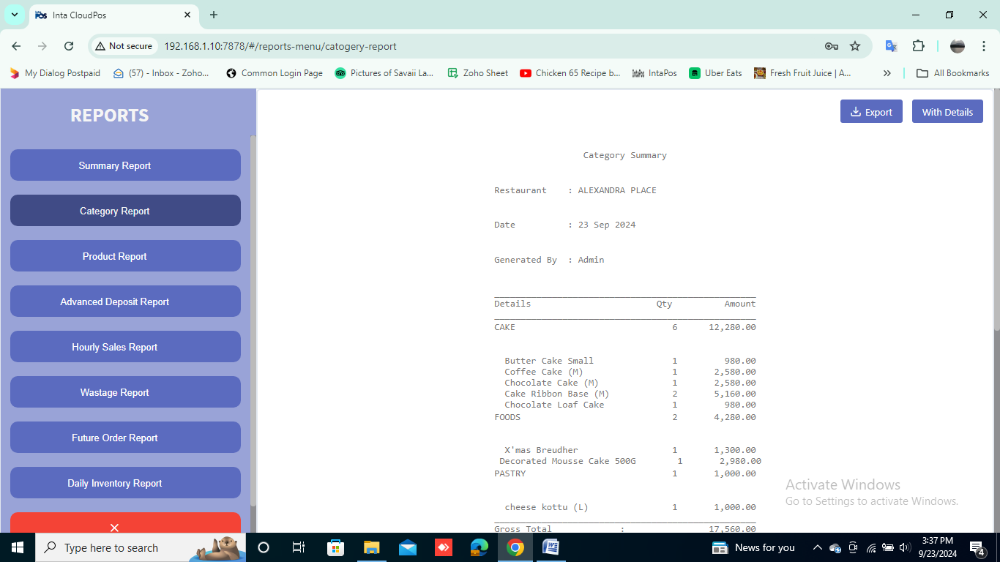 Inta CloudPos
Not secure 192.168.1.10:7878/#/reports-menu/catogery-report
My Dialog Postpaid (57) - Inbox - Zoho... Common Login Page Pictures of Savaii La... Zoho Sheet Chicken 65 Recipe b... IntaPos Uber Eats Fresh Fruit Juice | A... » All Bookmarks
REPORTS
Summary Report
Category Report
Product Report
Advanced Deposit Report
Hourly Sales Report
Wastage Report
Future Order Report
Daily Inventory Report
Export With Details
Category Summary
Restaurant : ALEXANDRA PLACE
Date : 23 Sep 2024
Generated By : Admin
Details Qty Amount
CAKE 6 12,280.00
Butter Cake Small 1 980.00
Coffee Cake (M) 1 2,580.00
Chocolate Cake (M) 1 2,580.00
Cake Ribbon Base (M) 2 5,160.00
Chocolate Loaf Cake 1 980.00
FOODS 2 4,280.00
X'mas Breudher 1 1,300.00
Decorated Mousse Cake 500G 1 2,980.00
PASTRY 1 1,000.00
cheese kottu (L) 1 1,000.00
Gross Total : 17,560.00
Activate Windows
Go to Settings to activate Windows.
Type here to search
News for you
3:37 PM
9/23/2024
4